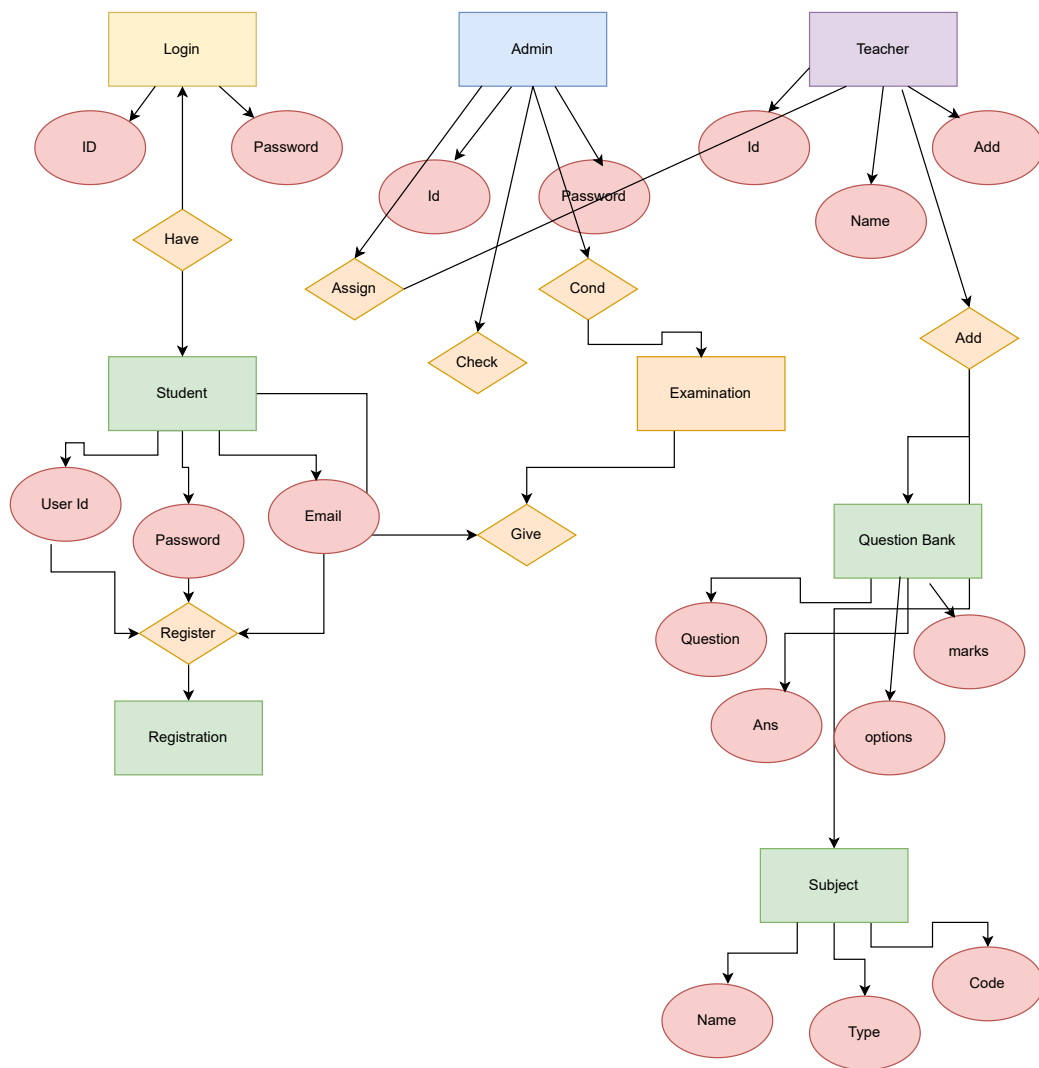 Login
Admin
Teacher
ID
Password
Id
Password
Id
Add
Name
Have
Assign
Cond
Check
Add
Student
Examination
User Id
Password
Email
Give
Question Bank
Register
Question
marks
Ans
options
Registration
Subject
Name
Type
Code